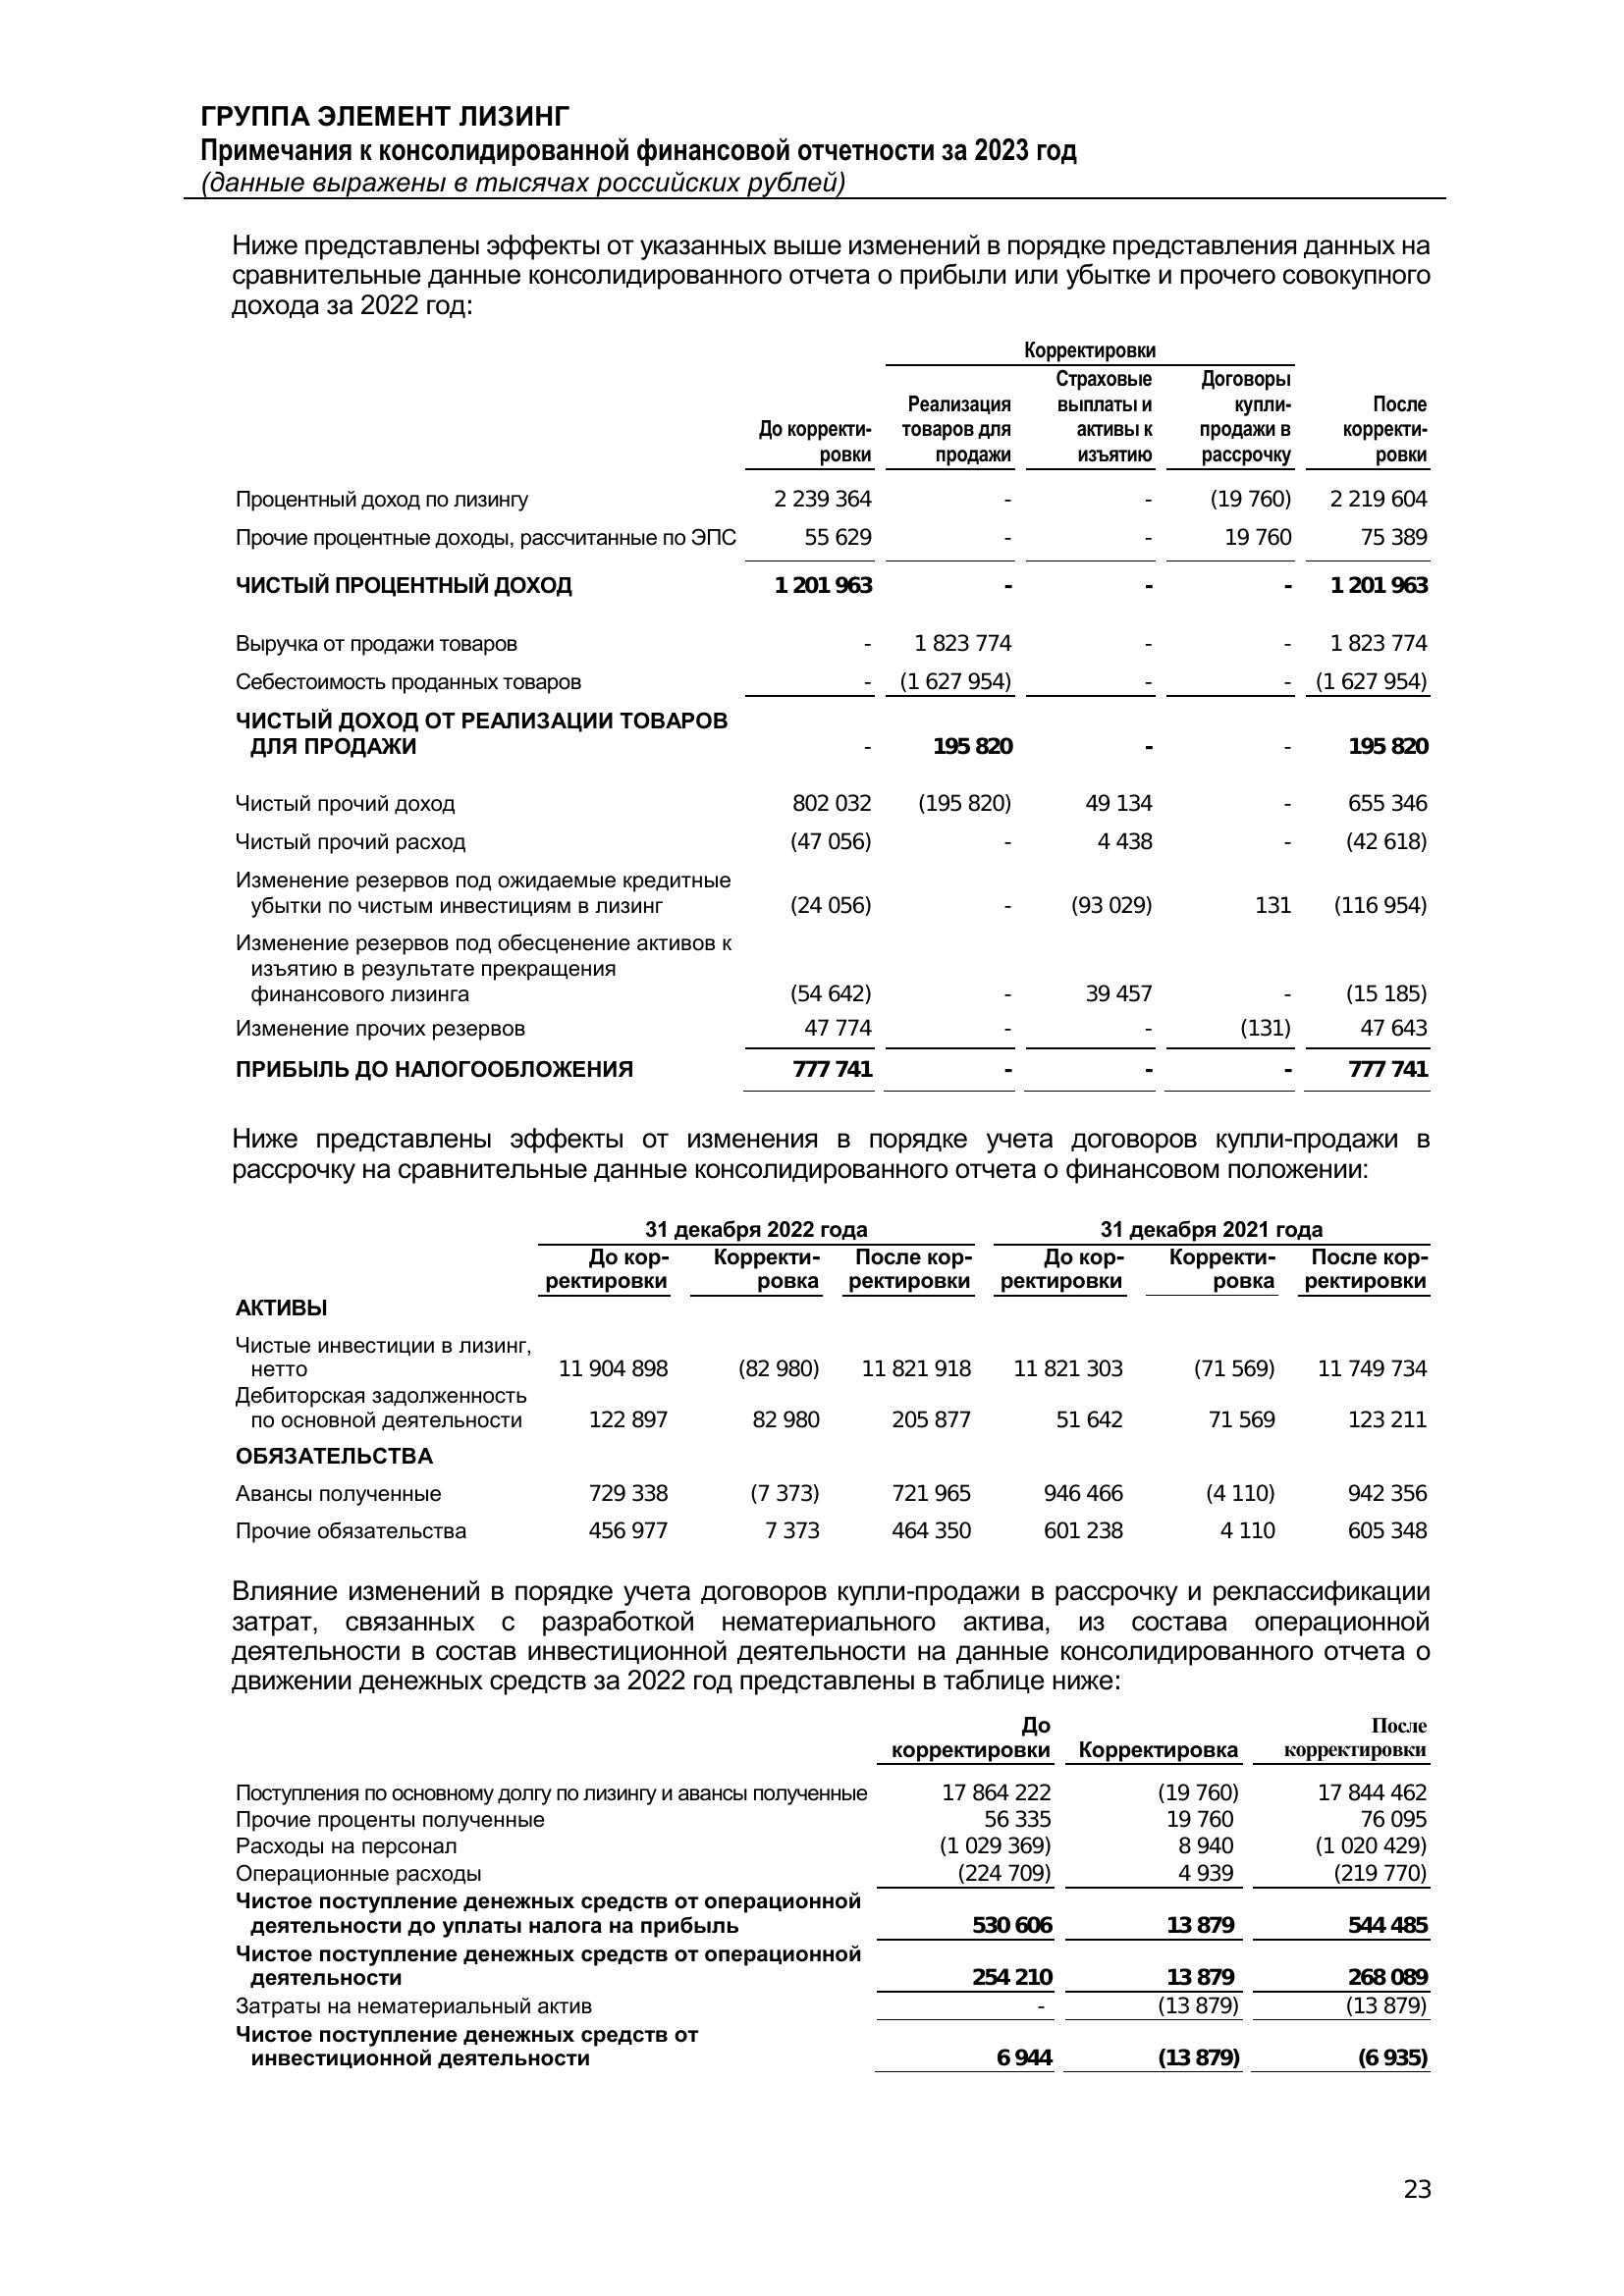 ГРУППА ЭЛЕМЕНТ ЛИЗИНГ
Примечания к консолидированной финансовой отчетности за 2023 год
(данные выражены в тысячах российских рублей)
Ниже представлены эффекты от указанных выше изменений в порядке представления данных на
сравнительные данные консолидированного отчета о прибыли или убытке и прочего совокупного
дохода за 2022 год:
Корректировки
До корректи-ровки Реализация товаров для продажи Страховые выплаты и активы к изъятию Договоры купли-продажи в рассрочку После корректи-ровки
Процентный доход по лизингу 2 239 364 - - (19 760) 2 219 604
Прочие процентные доходы, рассчитанные по ЭПС 55 629 - - 19 760 75 389
ЧИСТЫЙ ПРОЦЕНТНЫЙ ДОХОД 1 201 963 - - - 1 201 963
Выручка от продажи товаров - 1 823 774 - - 1 823 774
Себестоимость проданных товаров - (1 627 954) - - (1 627 954)
ЧИСТЫЙ ДОХОД ОТ РЕАЛИЗАЦИИ ТОВАРОВ
ДЛЯ ПРОДАЖИ - 195 820 - - 195 820
Чистый прочий доход 802 032 (195 820) 49 134 - 655 346
Чистый прочий расход (47 056) - 4 438 - (42 618)
Изменение резервов под ожидаемые кредитные
убытки по чистым инвестициям в лизинг (24 056) - (93 029) 131 (116 954)
Изменение резервов под обесценение активов к
изъятию в результате прекращения
финансового лизинга (54 642) - 39 457 - (15 185)
Изменение прочих резервов 47 774 - - (131) 47 643
ПРИБЫЛЬ ДО НАЛОГООБЛОЖЕНИЯ 777 741 - - - 777 741
Ниже представлены эффекты от изменения в порядке учета договоров купли-продажи в
рассрочку на сравнительные данные консолидированного отчета о финансовом положении:
31 декабря 2022 года 31 декабря 2021 года
До кор- Корректи- После кор- До кор- Корректи- После кор-
ректировки ровка ректировки ректировки ровка ректировки
АКТИВЫ
Чистые инвестиции в лизинг,
нетто 11 904 898 (82 980) 11 821 918 11 821 303 (71 569) 11 749 734
Дебиторская задолженность
по основной деятельности 122 897 82 980 205 877 51 642 71 569 123 211
ОБЯЗАТЕЛЬСТВА
Авансы полученные 729 338 (7 373) 721 965 946 466 (4 110) 942 356
Прочие обязательства 456 977 7 373 464 350 601 238 4 110 605 348
Влияние изменений в порядке учета договоров купли-продажи в рассрочку и реклассификации
затрат, связанных с разработкой нематериального актива, из состава операционной
деятельности в состав инвестиционной деятельности на данные консолидированного отчета о
движении денежных средств за 2022 год представлены в таблице ниже:
До После
корректировки Корректировка корректировки
Поступления по основному долгу по лизингу и авансы полученные 17 864 222 (19 760) 17 844 462
Прочие проценты полученные 56 335 19 760 76 095
Расходы на персонал (1 029 369) 8 940 (1 020 429)
Операционные расходы (224 709) 4 939 (219 770)
Чистое поступление денежных средств от операционной
деятельности до уплаты налога на прибыль 530 606 13 879 544 485
Чистое поступление денежных средств от операционной
деятельности 254 210 13 879 268 089
Затраты на нематериальный актив - (13 879) (13 879)
Чистое поступление денежных средств от
инвестиционной деятельности 6 944 (13 879) (6 935)
23